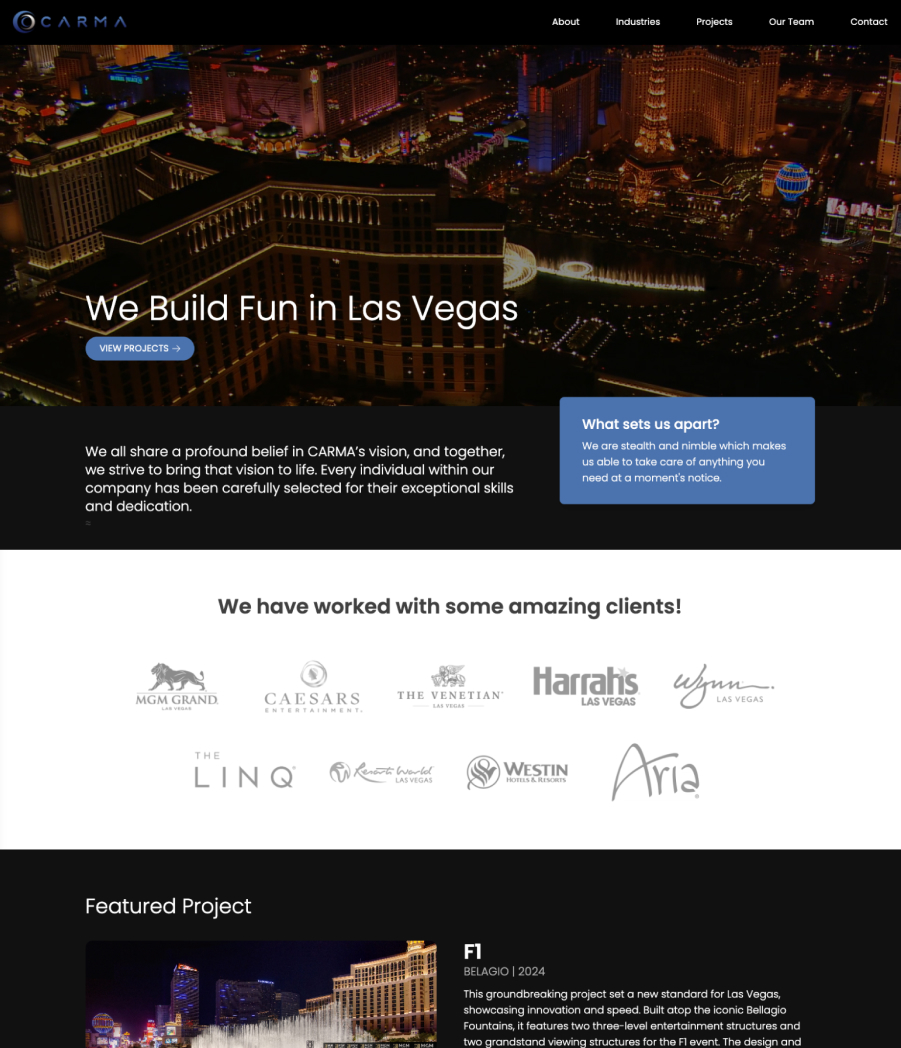 CARMA
About Industries Projects Our Team Contact
We Build Fun in Las Vegas
VIEW PROJECTS →
What sets us apart?
We are stealth and nimble which makes
us able to take care of anything you
need at a moment's notice.
We all share a profound belief in CARMA's vision, and together,
we strive to bring that vision to life. Every individual within our
company has been carefully selected for their exceptional skills
and dedication.
We have worked with some amazing clients!
MGM GRAND
LAS VEGAS
CAESARS
ENTERTAINMENT.
THE VENETIAN®
LAS VEGAS
Harrahs
LAS VEGAS
Wynn
LAS VEGAS
THE
LINQ®
Resorts World
LAS VEGAS
WESTIN
HOTELS & RESORTS
Aria®
Featured Project
F1
BELAGIO | 2024
This groundbreaking project set a new standard for Las Vegas,
showcasing innovation and speed. Built atop the iconic Bellagio
Fountains, it features two three-level entertainment structures and
two grandstand viewing structures for the F1 event. The design and